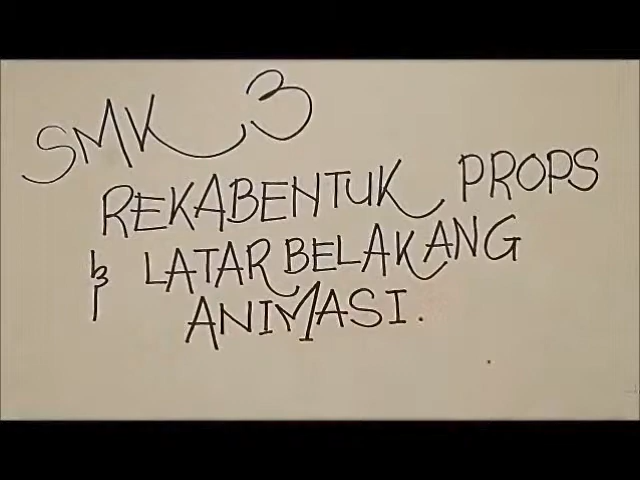 SMK 3
REKABENTUK PROPS
& LATAR BELAKANG
ANIMASI.